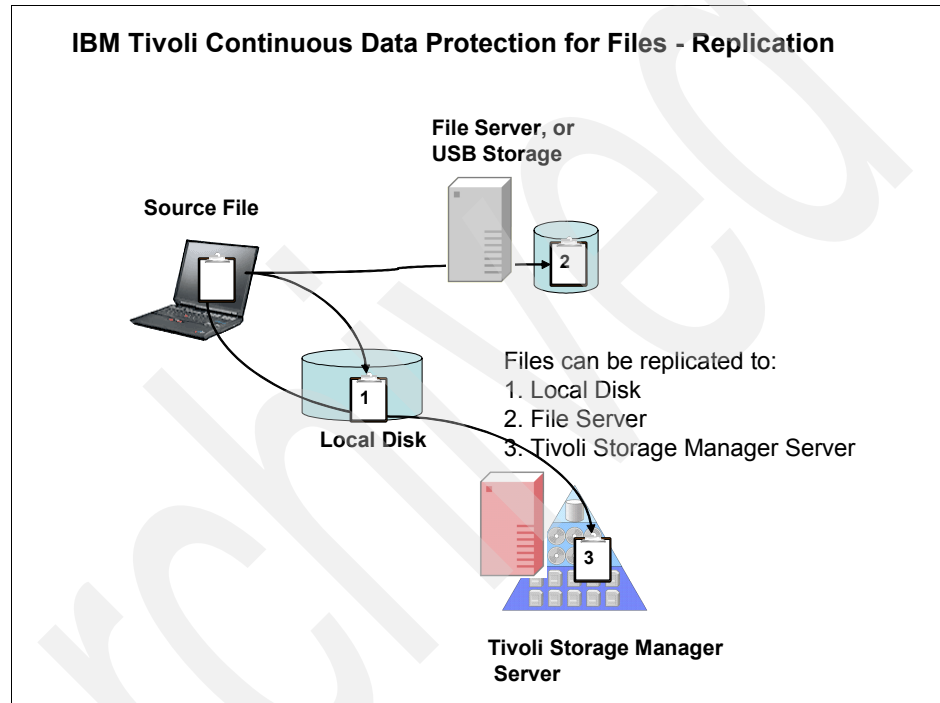 IBM Tivoli Continuous Data Protection for Files - Replication
File Server, or
USB Storage
Source File
2
1
Local Disk
Files can be replicated to:
1. Local Disk
2. File Server
3. Tivoli Storage Manager Server
3
Tivoli Storage Manager
Server
rchived